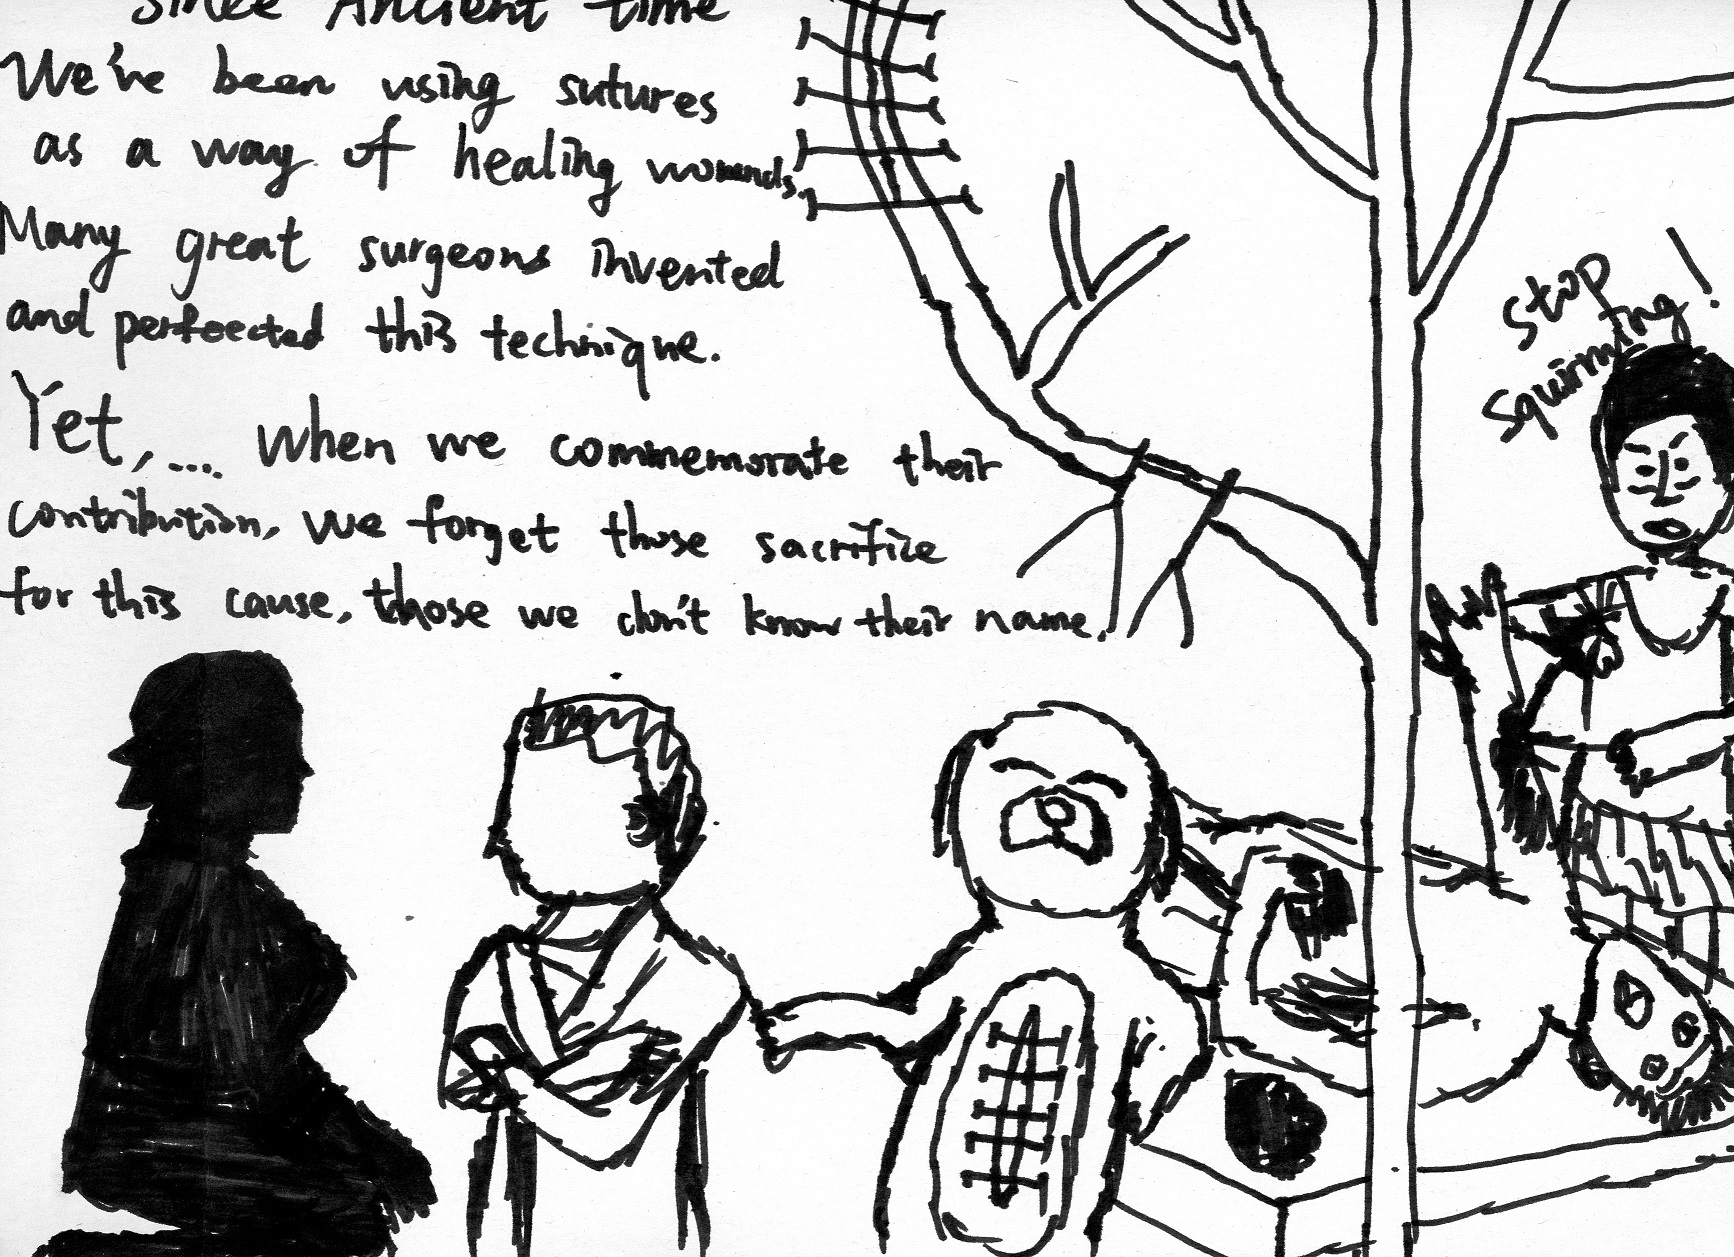 Since Ancient time
We've been using sutures
as a way of healing wounds.
Many great surgeons invented
and perfoected this technique.
Yet,.... when we commemorate their
contribution, we forget those sacrifice
for this cause, those we don't know their name.
Stop
squirming!